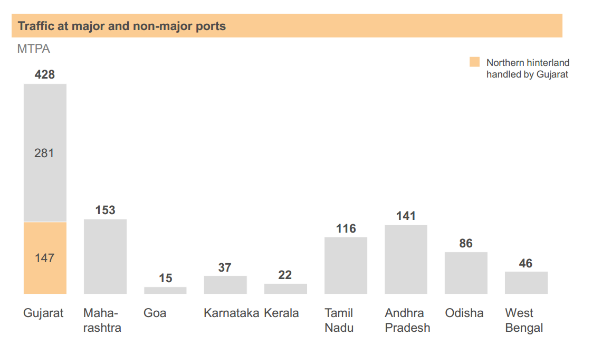 Traffic at major and non-major ports
MTPA
Northern hinterland
handled by Gujarat
428
281
147
153
15
37
22
116
141
86
46
Gujarat
Maha-
rashtra
Goa
Karnataka
Kerala
Tamil
Nadu
Andhra
Pradesh
Odisha
West
Bengal